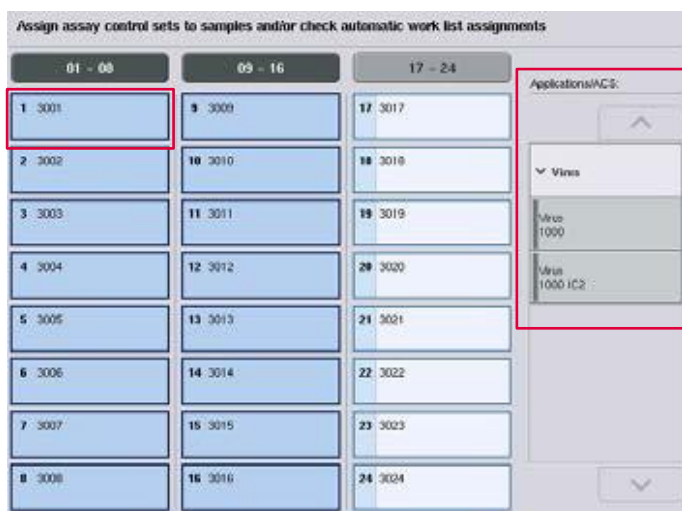 Assign assay control sets to samples and/or check automatic work list assignments
01 - 08
09 - 16
17 - 24
Applications/ACS:
1 3001
9 3009
17 3017
2 3002
10 3010
18 3018
Virus
3 3003
11 3011
19 3019
Virus
1000
4 3004
12 3012
20 3020
Virus
1000 IC2
5 3005
13 3013
21 3021
6 3006
14 3014
22 3022
7 3007
15 3015
23 3023
8 3008
16 3016
24 3024